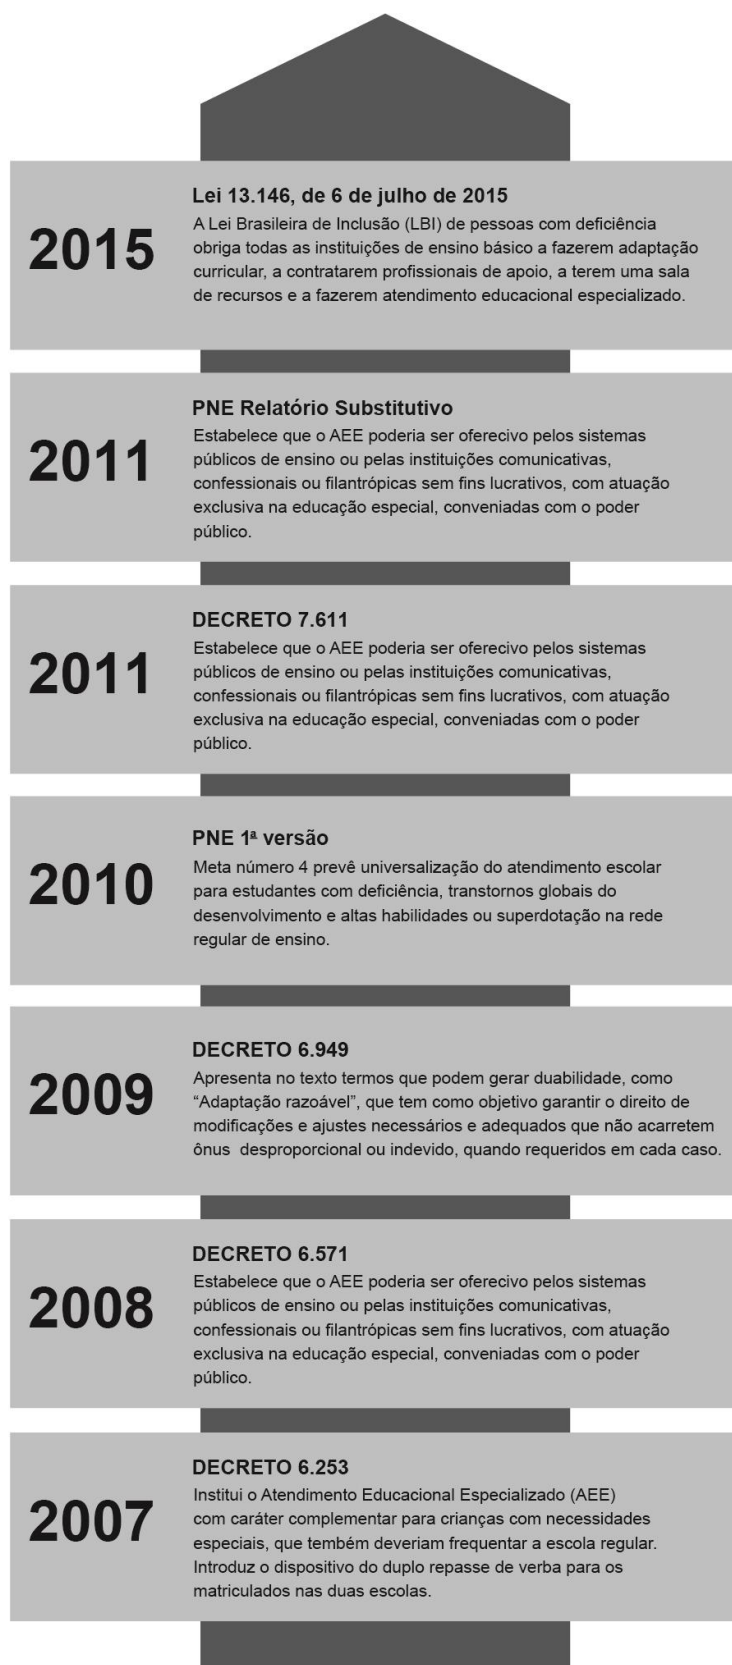 2015
Lei 13.146, de 6 de julho de 2015
A Lei Brasileira de Inclusão (LBI) de pessoas com deficiência
obriga todas as instituições de ensino básico a fazerem adaptação
curricular, a contratarem profissionais de apoio, a terem uma sala
de recursos e a fazerem atendimento educacional especializado.
2011
PNE Relatório Substitutivo
Estabelece que o AEE poderia ser oferecivo pelos sistemas
públicos de ensino ou pelas instituições comunicativas,
confessionais ou filantrópicas sem fins lucrativos, com atuação
exclusiva na educação especial, conveniadas com o poder
público.
2011
DECRETO 7.611
Estabelece que o AEE poderia ser oferecivo pelos sistemas
públicos de ensino ou pelas instituições comunicativas,
confessionais ou filantrópicas sem fins lucrativos, com atuação
exclusiva na educação especial, conveniadas com o poder
público.
2010
PNE 1ª versão
Meta número 4 prevê universalização do atendimento escolar
para estudantes com deficiência, transtornos globais do
desenvolvimento e altas habilidades ou superdotação na rede
regular de ensino.
2009
DECRETO 6.949
Apresenta no texto termos que podem gerar duabilidade, como
“Adaptação razoável”, que tem como objetivo garantir o direito de
modificações e ajustes necessários e adequados que não acarretem
ônus desproporcional ou indevido, quando requeridos em cada caso.
2008
DECRETO 6.571
Estabelece que o AEE poderia ser oferecivo pelos sistemas
públicos de ensino ou pelas instituições comunicativas,
confessionais ou filantrópicas sem fins lucrativos, com atuação
exclusiva na educação especial, conveniadas com o poder
público.
2007
DECRETO 6.253
Institui o Atendimento Educacional Especializado (AEE)
com caráter complementar para crianças com necessidades
especiais, que tembém deveriam frequentar a escola regular.
Introduz o dispositivo do duplo repasse de verba para os
matriculados nas duas escolas.